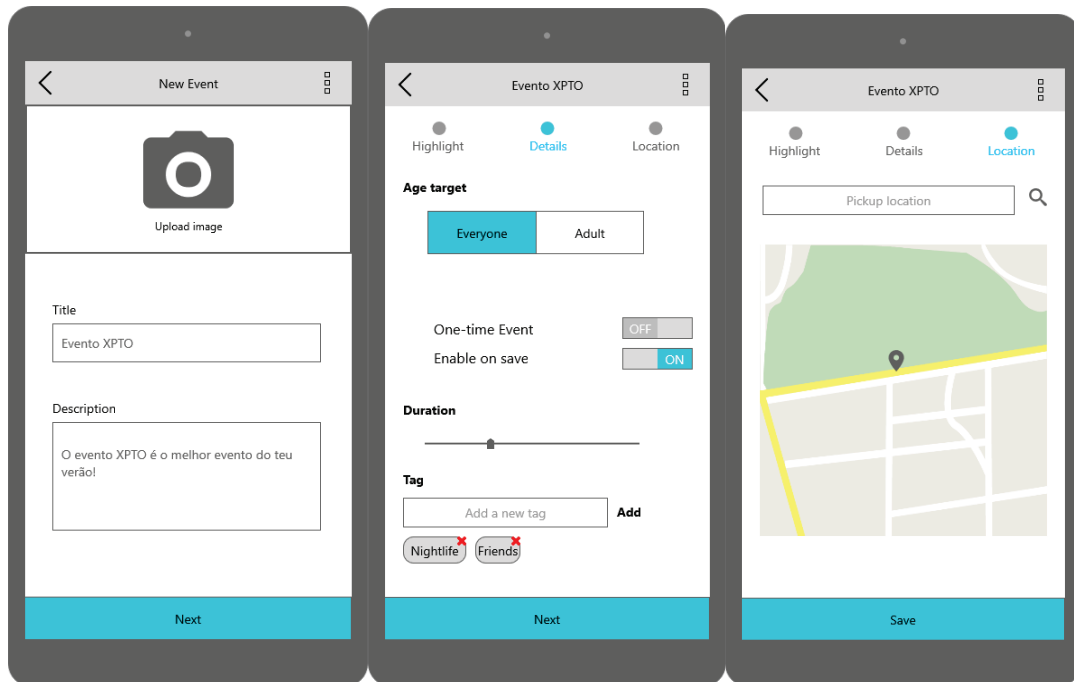 New Event
Upload image
Title
Evento XPTO
Description
O evento XPTO é o melhor evento do teu
verão!
Next
Evento XPTO
Highlight Details Location
Age target
Everyone Adult
One-time Event OFF
Enable on save ON
Duration
Tag
Add a new tag Add
Nightlife Friends
Next
Evento XPTO
Highlight Details Location
Pickup location
Save